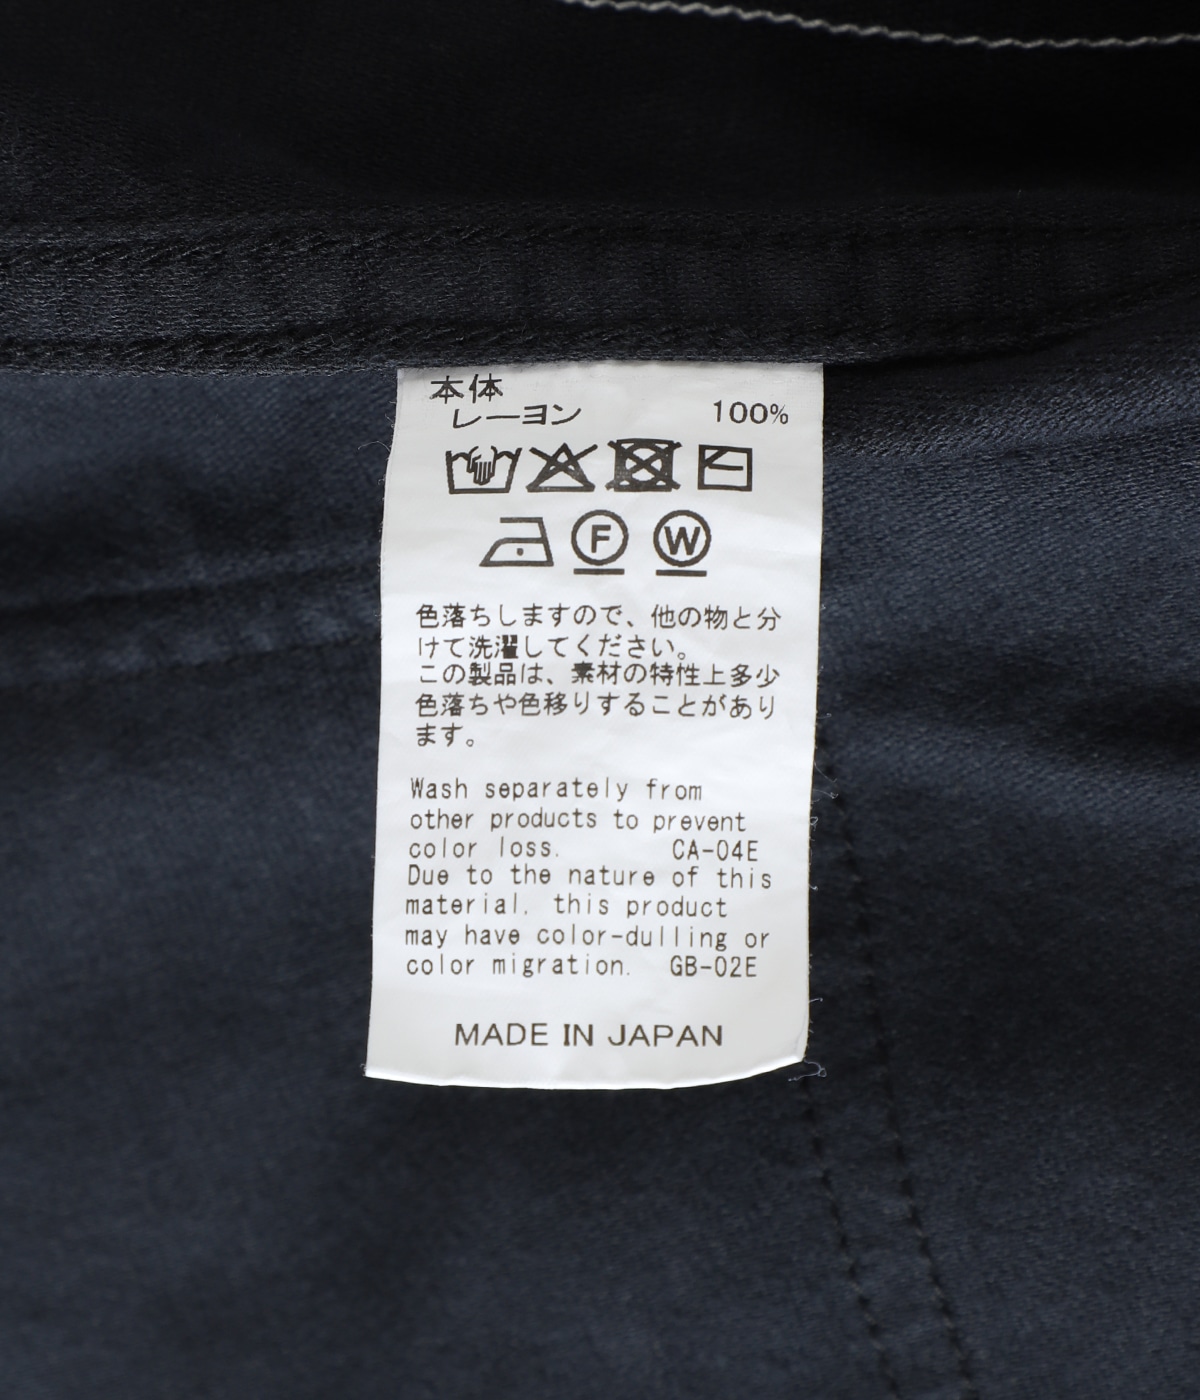 本体
レーヨン 100%
F W
色落ちしますので、他の物と分
けて洗濯してください。
この製品は、素材の特性上多少
色落ちや色移りすることがあり
ます。
Wash separately from
other products to prevent
color loss. CA-04E
Due to the nature of this
material, this product
may have color-dulling or
color migration. GB-02E
MADE IN JAPAN